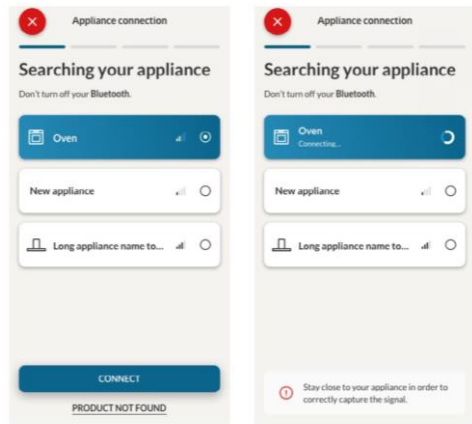 Appliance connection
Searching your appliance
Don't turn off your Bluetooth.
Oven
New appliance
Long appliance name to...
CONNECT
PRODUCT NOT FOUND
Appliance connection
Searching your appliance
Don't turn off your Bluetooth.
Oven
Connecting...
New appliance
Long appliance name to...
Stay close to your appliance in order to
correctly capture the signal.